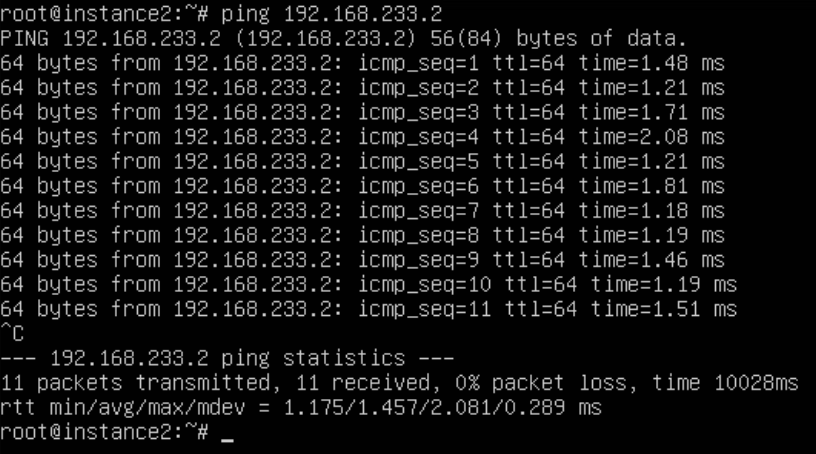 root@instance2:~# ping 192.168.233.2
PING 192.168.233.2 (192.168.233.2) 56(84) bytes of data.
64 bytes from 192.168.233.2: icmp_seq=1 ttl=64 time=1.48 ms
64 bytes from 192.168.233.2: icmp_seq=2 ttl=64 time=1.21 ms
64 bytes from 192.168.233.2: icmp_seq=3 ttl=64 time=1.71 ms
64 bytes from 192.168.233.2: icmp_seq=4 ttl=64 time=2.08 ms
64 bytes from 192.168.233.2: icmp_seq=5 ttl=64 time=1.21 ms
64 bytes from 192.168.233.2: icmp_seq=6 ttl=64 time=1.81 ms
64 bytes from 192.168.233.2: icmp_seq=7 ttl=64 time=1.18 ms
64 bytes from 192.168.233.2: icmp_seq=8 ttl=64 time=1.19 ms
64 bytes from 192.168.233.2: icmp_seq=9 ttl=64 time=1.46 ms
64 bytes from 192.168.233.2: icmp_seq=10 ttl=64 time=1.19 ms
64 bytes from 192.168.233.2: icmp_seq=11 ttl=64 time=1.51 ms
^C
--- 192.168.233.2 ping statistics ---
11 packets transmitted, 11 received, 0% packet loss, time 10028ms
rtt min/avg/max/mdev = 1.175/1.457/2.081/0.289 ms
root@instance2:~# _